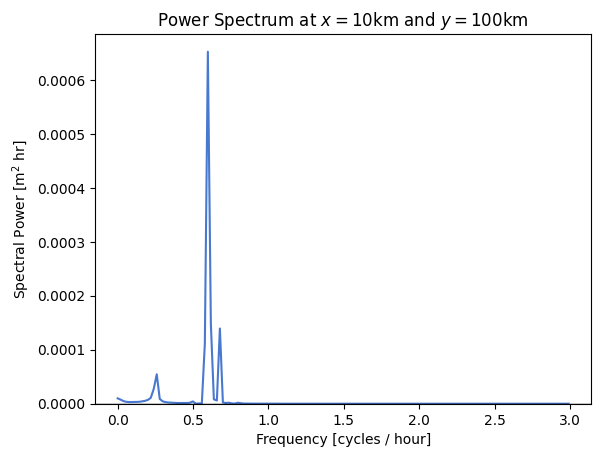 Power Spectrum at x = 10km and y = 100km
Spectral Power [m² hr]
0.0006
0.0005
0.0004
0.0003
0.0002
0.0001
0.0000
0.0 0.5 1.0 1.5 2.0 2.5 3.0
Frequency [cycles / hour]